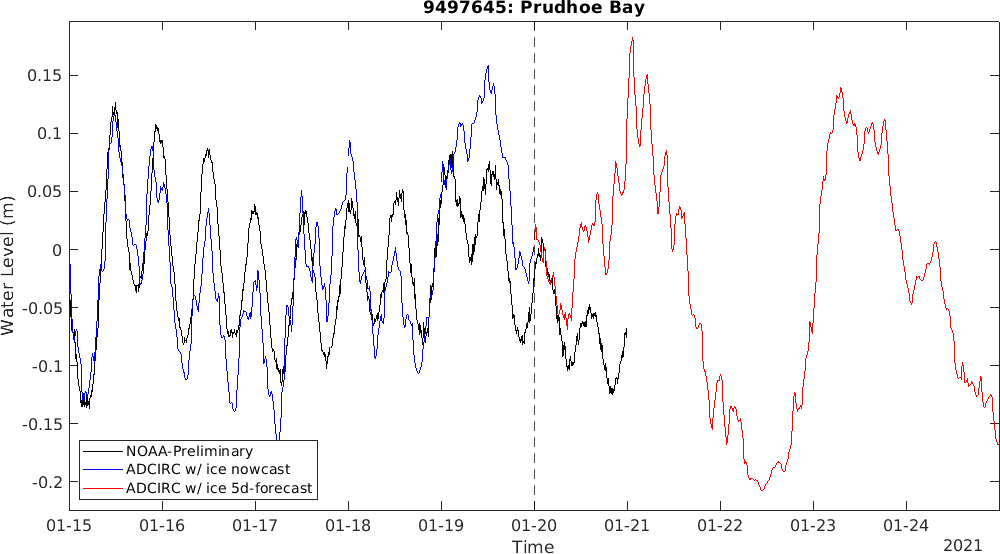 9497645: Prudhoe Bay
0.15
0.1
0.05
0
-0.05
-0.1
-0.15
-0.2
Water Level (m)
NOAA-Preliminary
ADCIRC w/ ice nowcast
ADCIRC w/ ice 5d-forecast
01-15 01-16 01-17 01-18 01-19 01-20 01-21 01-22 01-23 01-24
Time
2021